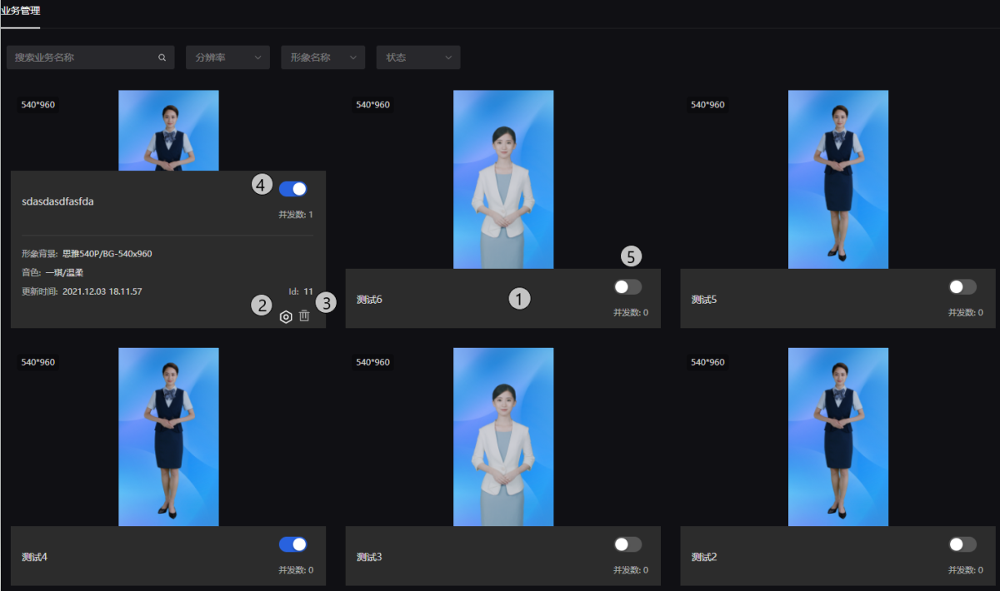 业务管理
搜索业务名称
分辨率
形象名称
状态
540*960
540*960
540*960
sdasdasdfasfda
4
并发数: 1
形象背景: 思雅540P/BG-540x960
音色: 一琪/温柔
更新时间: 2021.12.03 18.11.57
Id: 11
2
3
测试6
1
5
并发数: 0
测试5
并发数: 0
540*960
540*960
540*960
测试4
并发数: 0
测试3
并发数: 0
测试2
并发数: 0